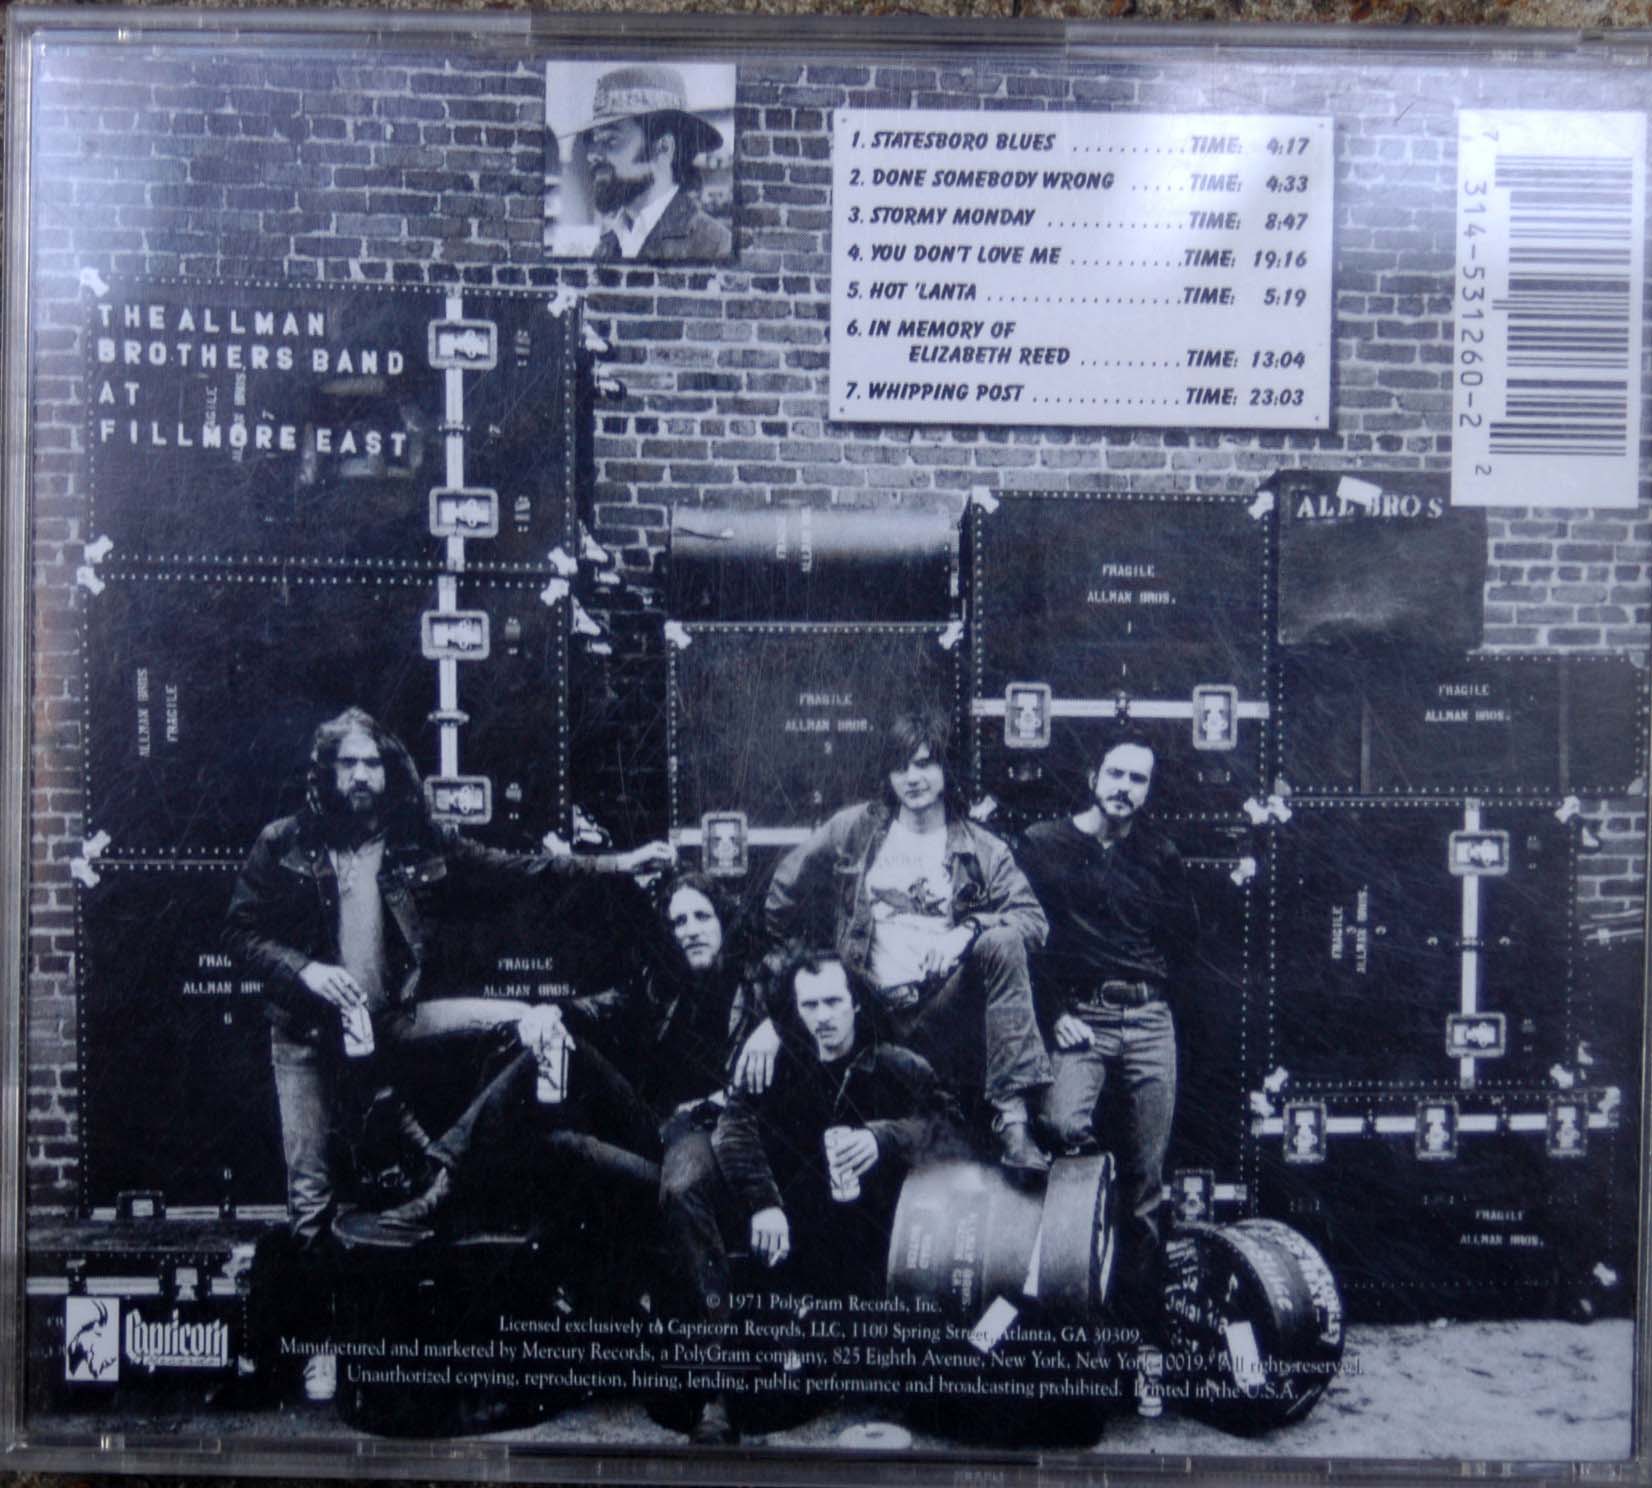 THE ALLMAN
BROTHERS BAND
AT
FILLMORE EAST
1. STATESBORO BLUES .......... TIME: 4:17
2. DONE SOMEBODY WRONG ..... TIME: 4:33
3. STORMY MONDAY ............ TIME: 8:47
4. YOU DON'T LOVE ME .......... TIME: 19:16
5. HOT 'LANTA ................. TIME: 5:19
6. IN MEMORY OF
ELIZABETH REED ......... TIME: 13:04
7. WHIPPING POST ............. TIME: 23:03
7 314-531260-2 2
ALL BROS
FRAGILE
ALLMAN BROS.
FRAGILE
ALLMAN BROS.
FRAGILE
ALLMAN BROS.
5
ALLMAN BROS
FRAGILE
FRAGILE
ALLMAN BROS.
3
FRAGILE
ALLMAN BROS.
6
FRAGILE
ALLMAN BROS.
Capricorn
© 1971 PolyGram Records, Inc.
Licensed exclusively to Capricorn Records, LLC, 1100 Spring Street, Atlanta, GA 30309.
Manufactured and marketed by Mercury Records, a PolyGram company, 825 Eighth Avenue, New York, New York 10019. All rights reserved.
Unauthorized copying, reproduction, hiring, lending, public performance and broadcasting prohibited. Printed in the U.S.A.